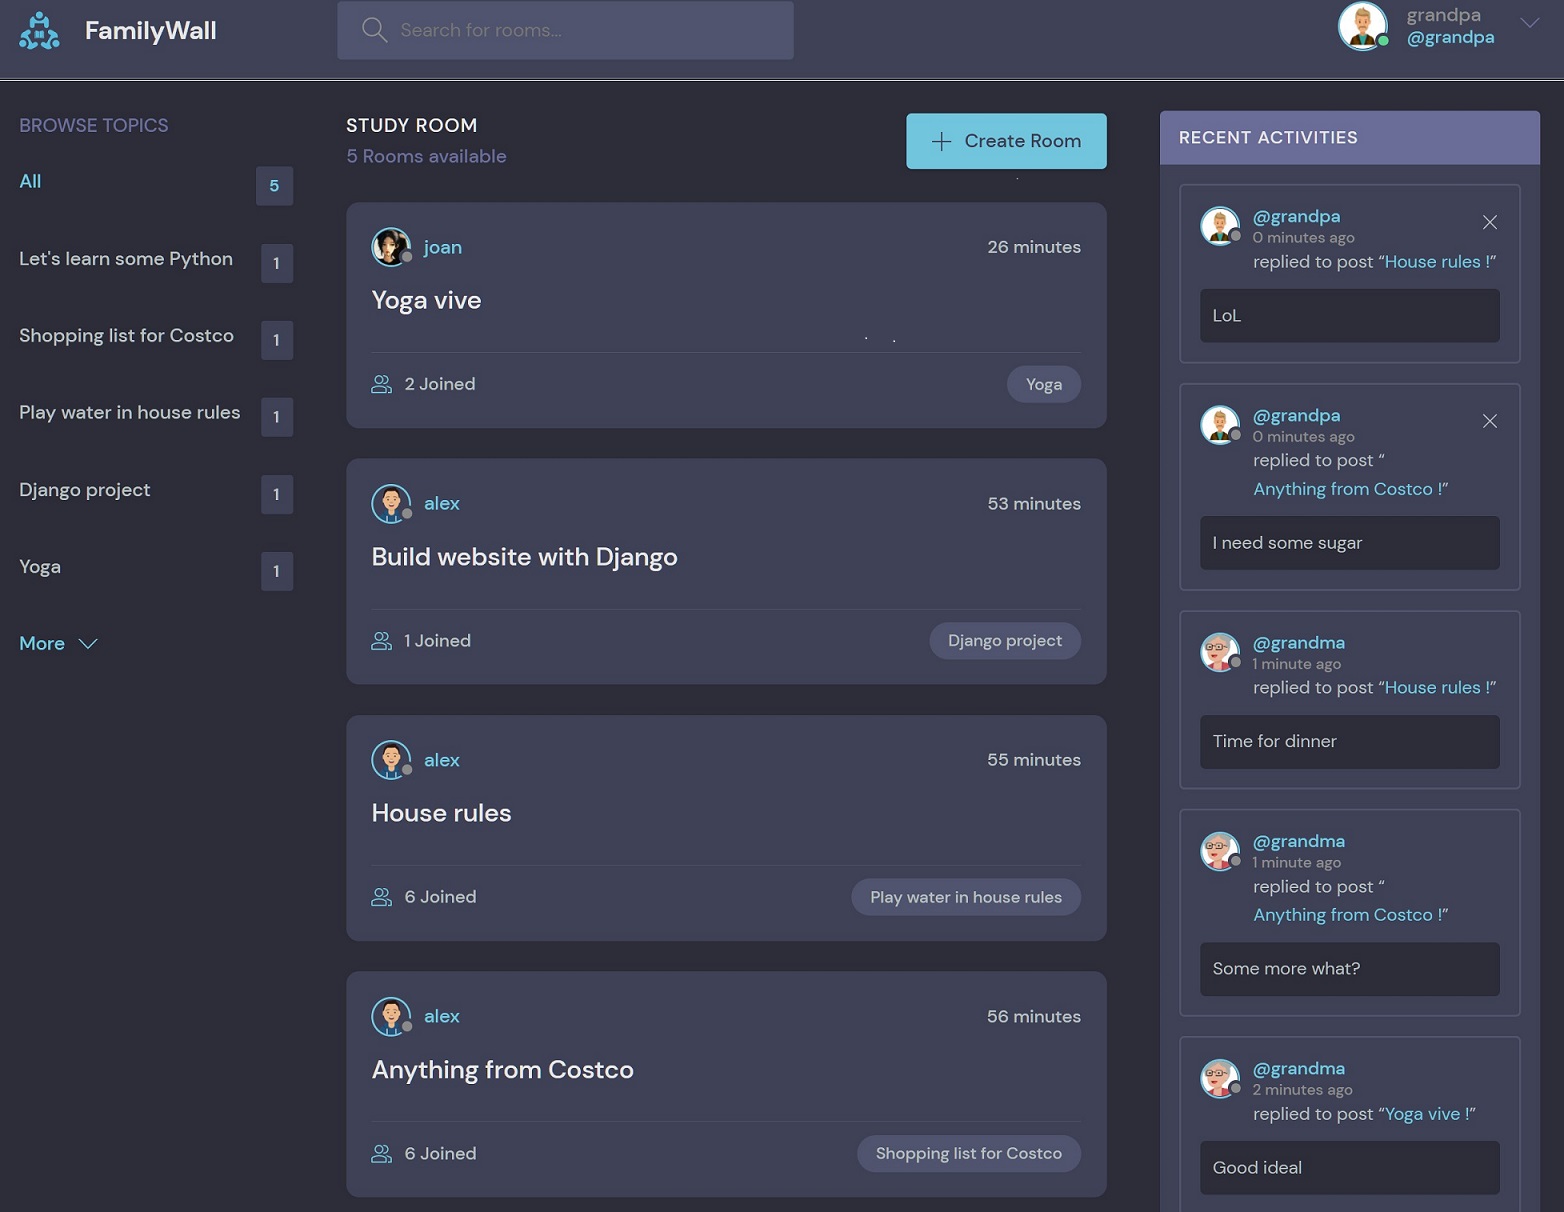 FamilyWall
Search for rooms...
grandpa
@grandpa
BROWSE TOPICS
All
5
Let's learn some Python
1
Shopping list for Costco
1
Play water in house rules
1
Django project
1
Yoga
1
More
STUDY ROOM
5 Rooms available
Create Room
joan
26 minutes
Yoga vive
2 Joined
Yoga
alex
53 minutes
Build website with Django
1 Joined
Django project
alex
55 minutes
House rules
6 Joined
Play water in house rules
alex
56 minutes
Anything from Costco
6 Joined
Shopping list for Costco
RECENT ACTIVITIES
@grandpa
0 minutes ago
replied to post “House rules !”
LoL
@grandpa
0 minutes ago
replied to post “
Anything from Costco !”
I need some sugar
@grandma
1 minute ago
replied to post “House rules !”
Time for dinner
@grandma
1 minute ago
replied to post “
Anything from Costco !”
Some more what?
@grandma
2 minutes ago
replied to post “Yoga vive !”
Good ideal